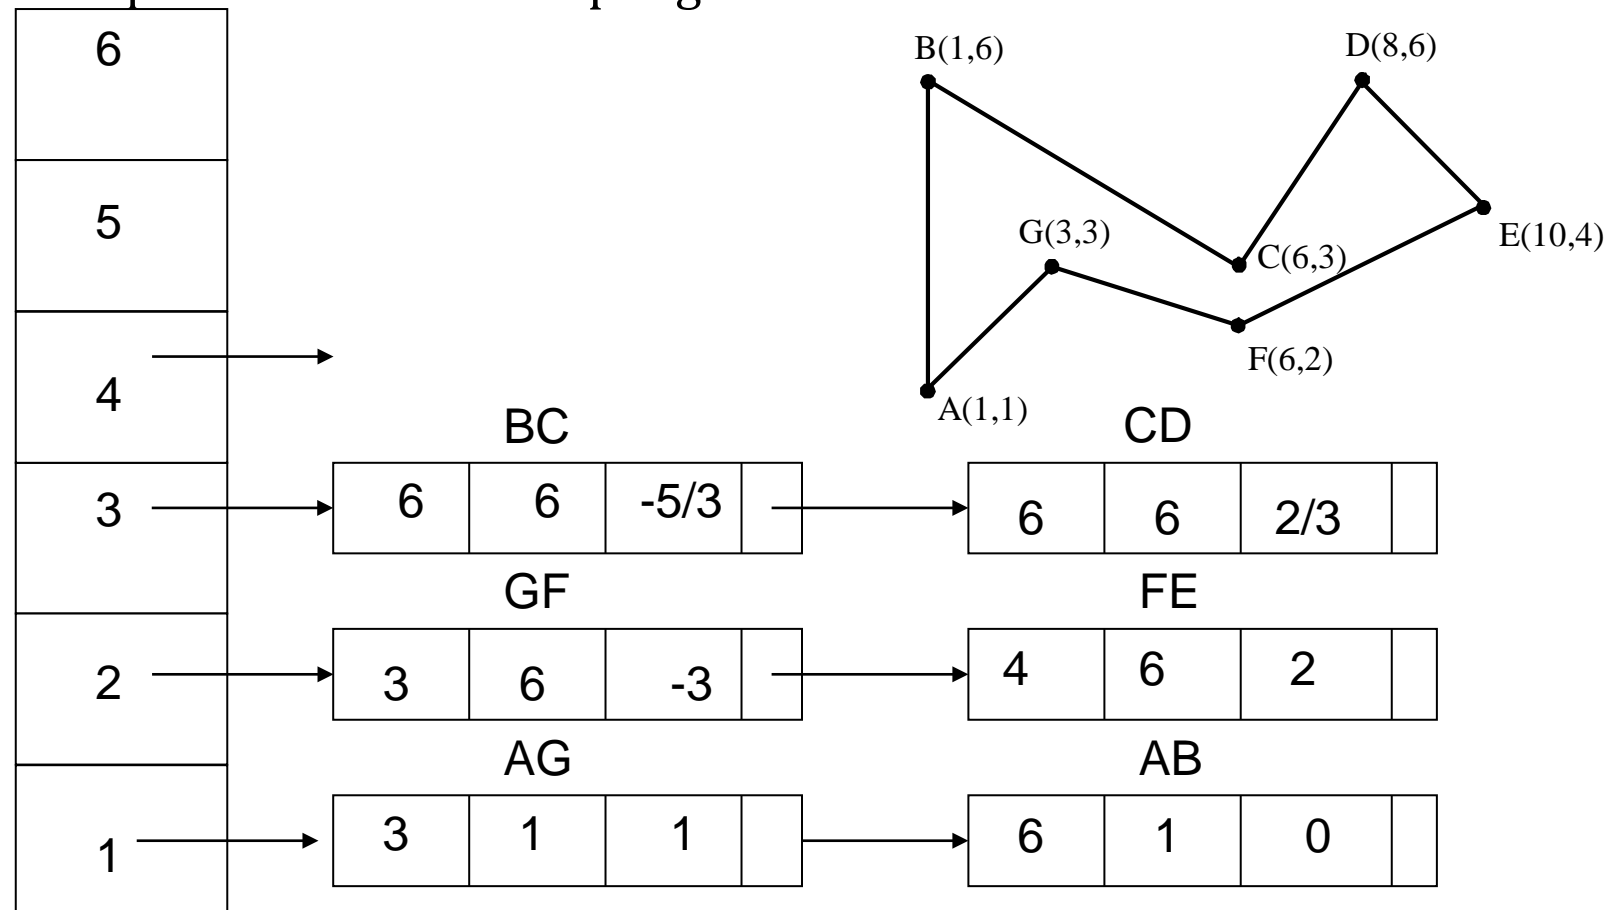 6
5
4
3
2
1
B(1,6)
D(8,6)
G(3,3)
C(6,3)
E(10,4)
F(6,2)
A(1,1)
BC
CD
6 6 -5/3
6 6 2/3
GF
FE
3 6 -3
4 6 2
AG
AB
3 1 1
6 1 0